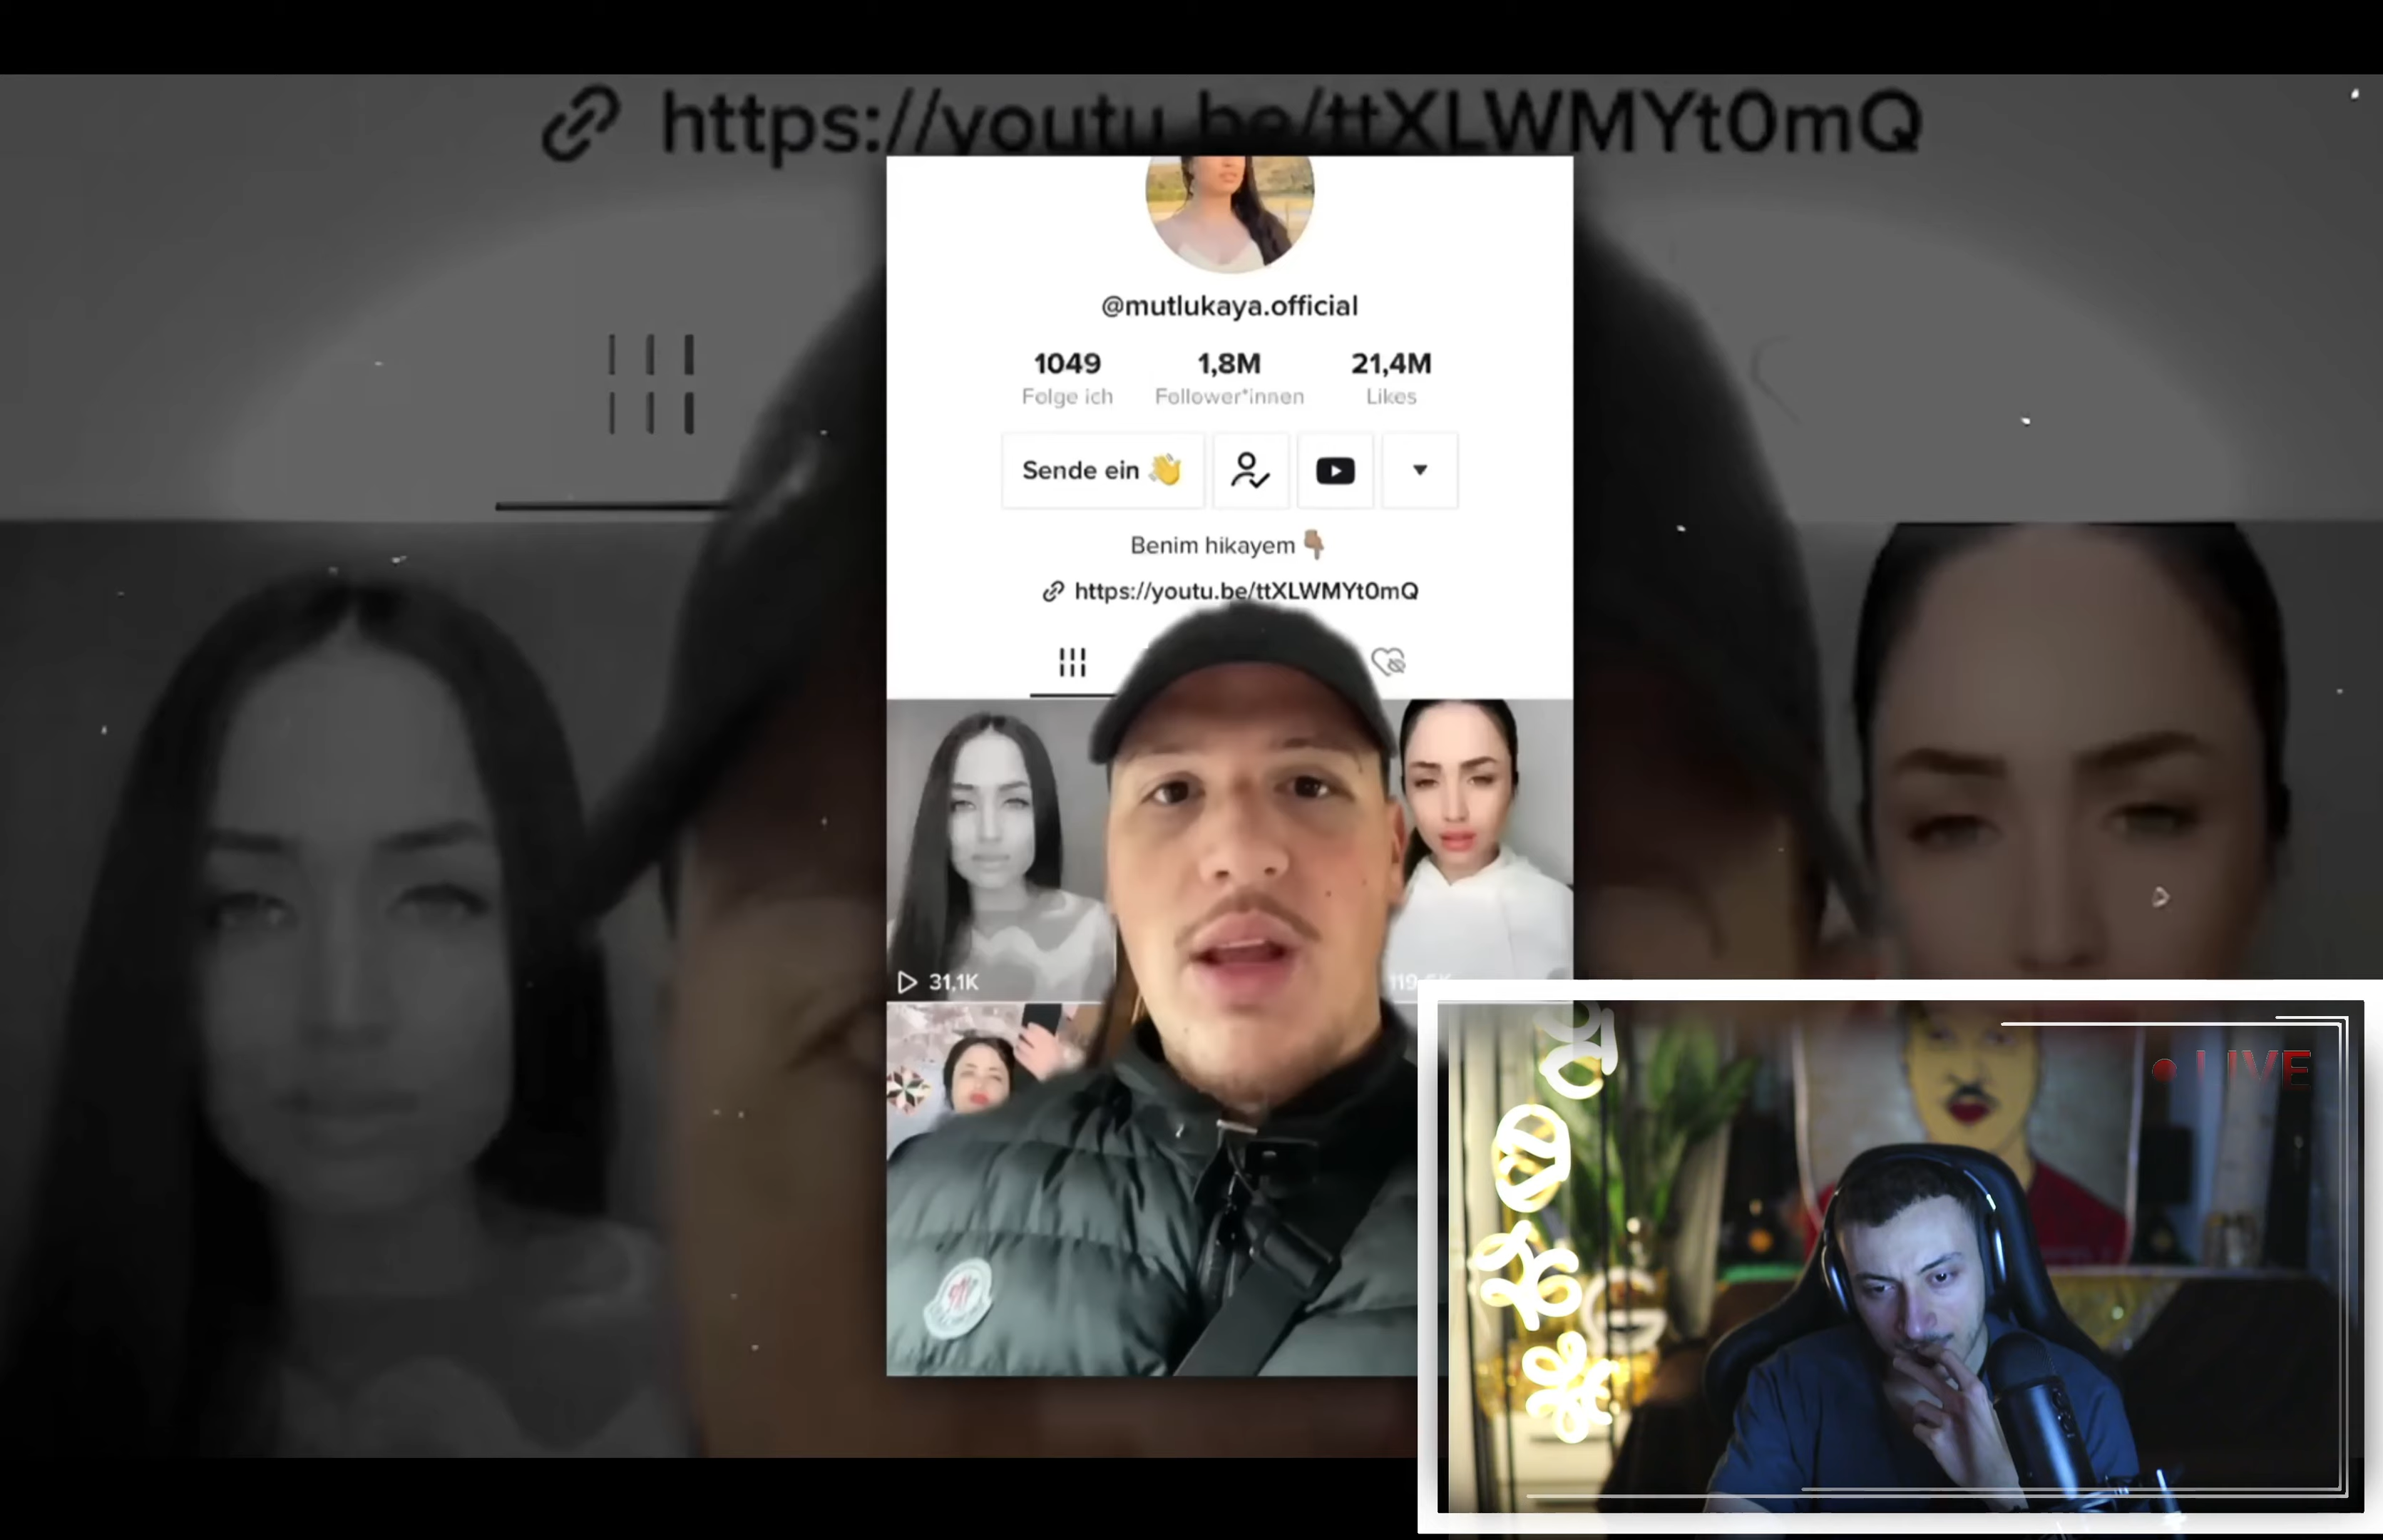 https://youtu.be/ttXLWMYt0mQ
@mutlukaya.official
1049 1,8M 21,4M
Folge ich Follower*innen Likes
Sende ein 👋
Benim hikayem 👇🏽
https://youtu.be/ttXLWMYt0mQ
31,1K
LIVE